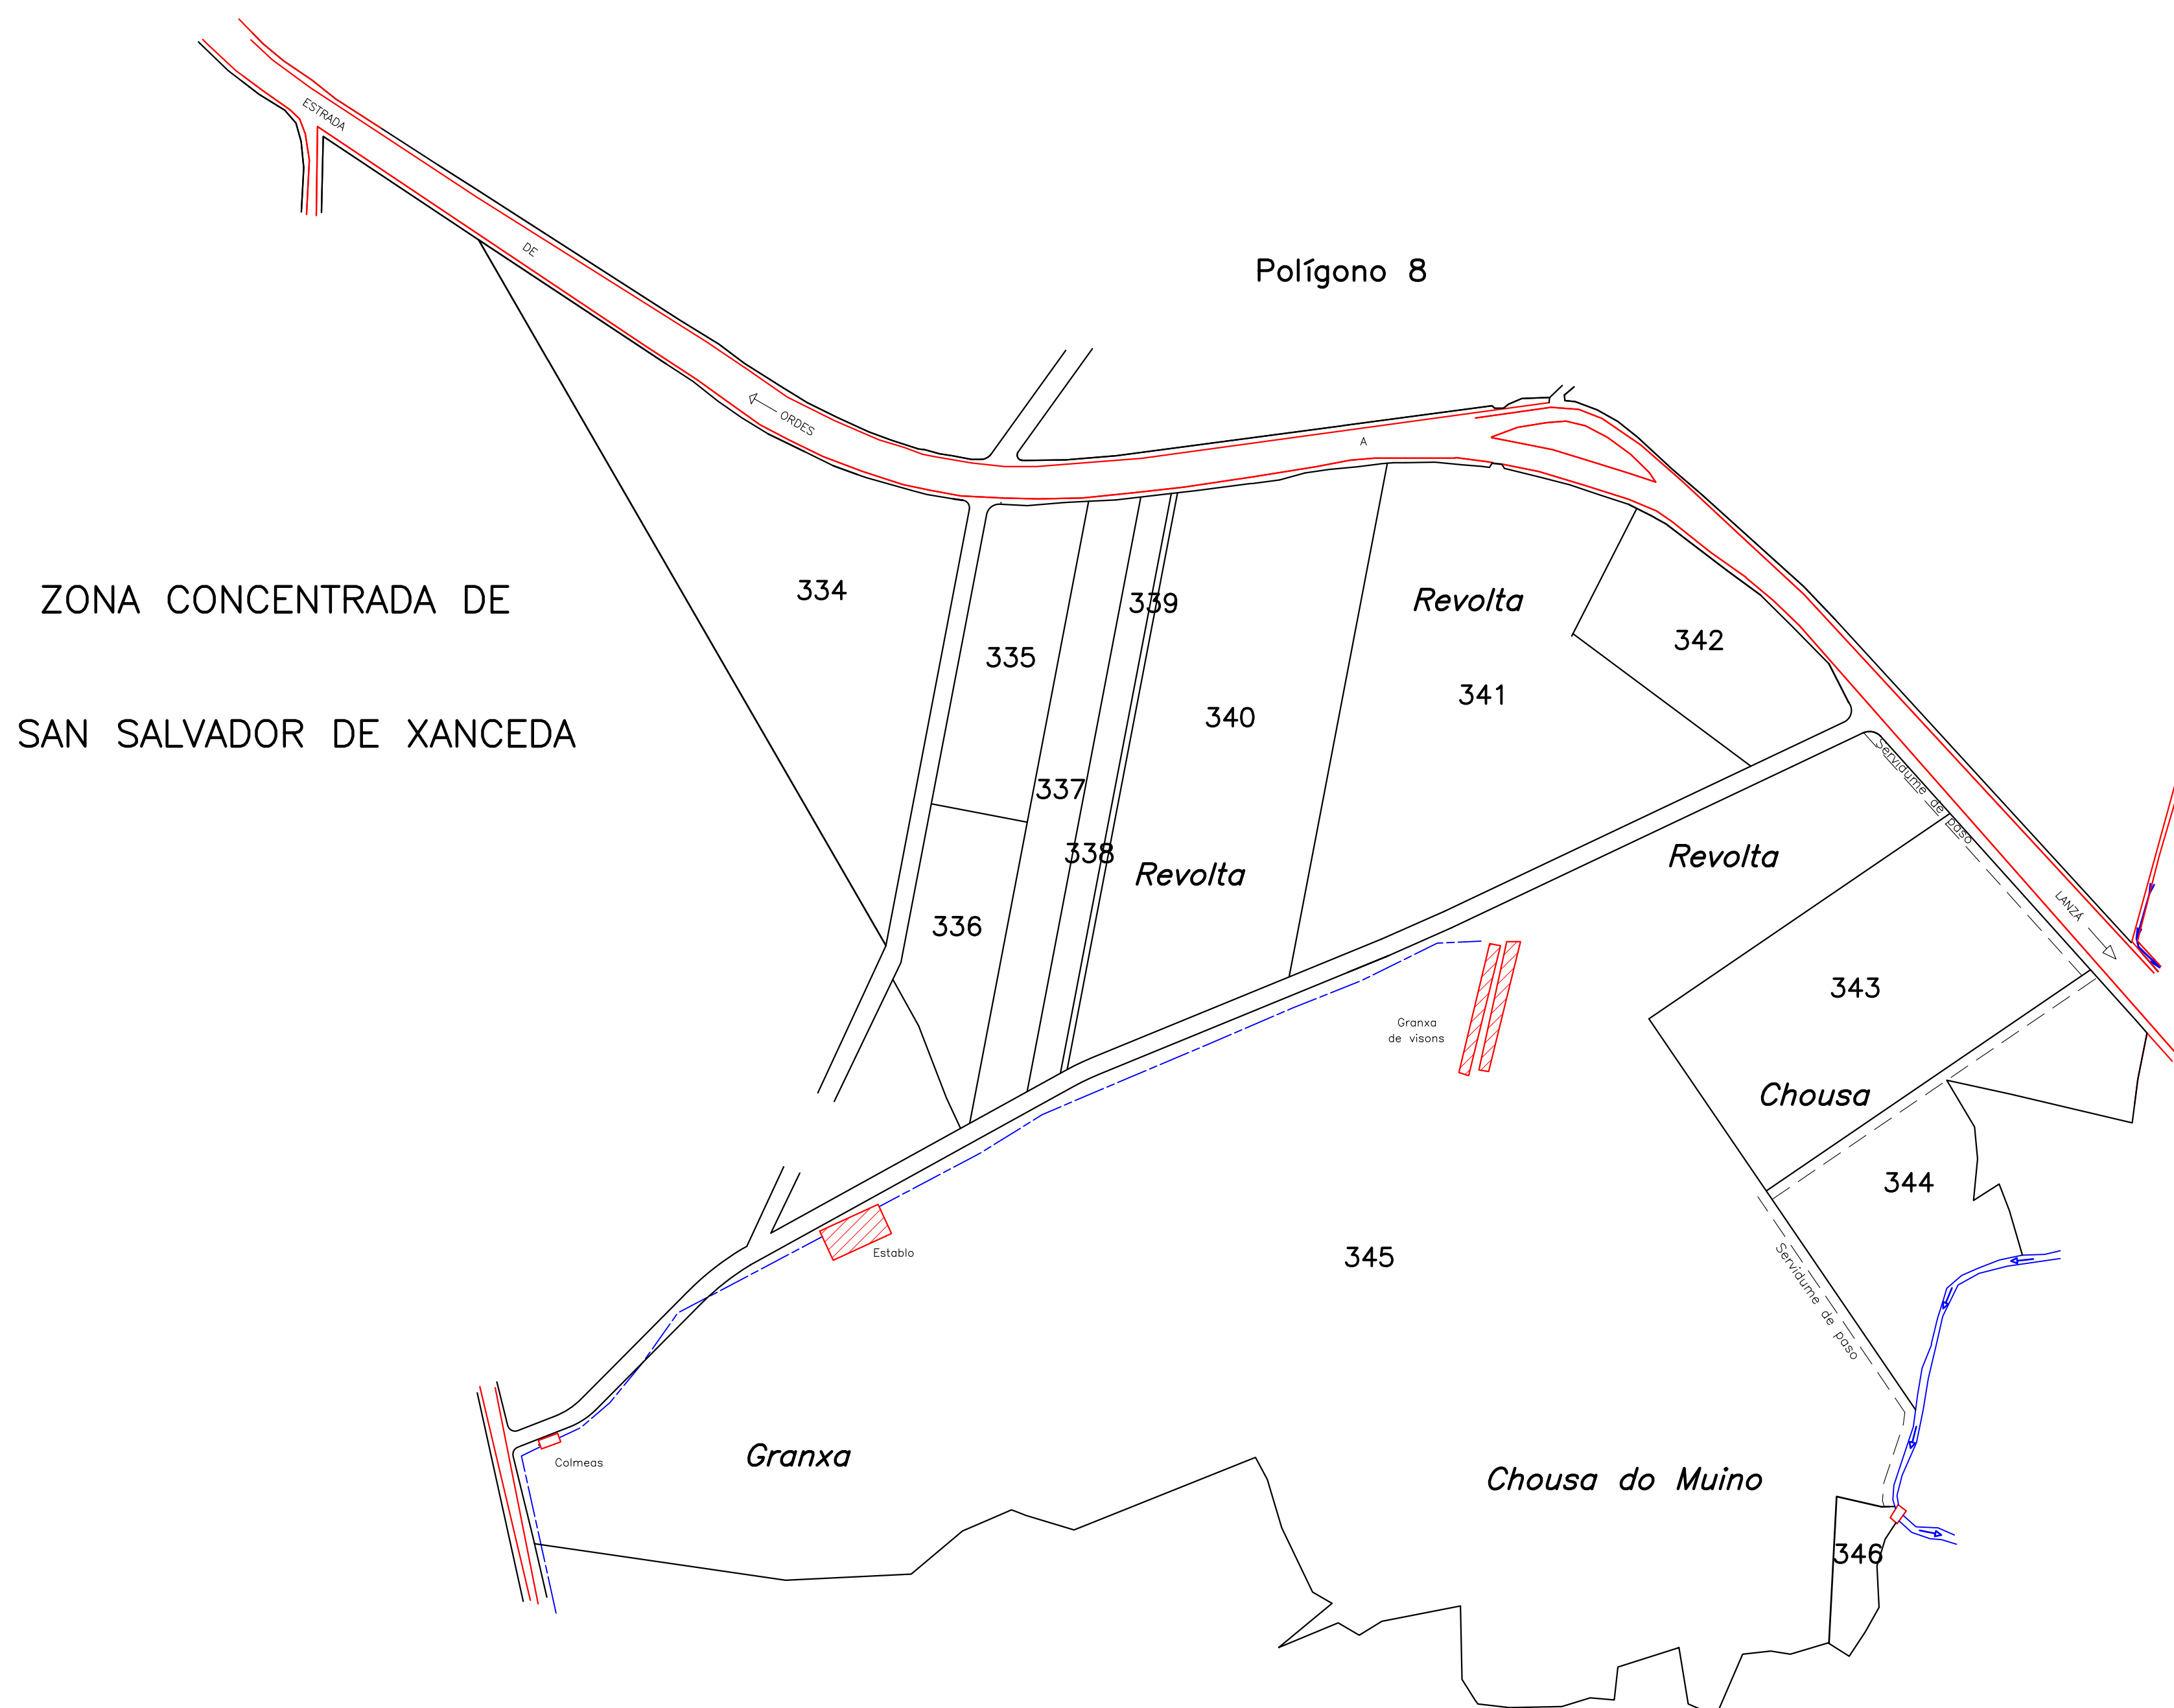 ESTRADA
DE
Polígono 8
ORDES
A
ZONA CONCENTRADA DE
334
339
Revolta
335
342
341
340
SAN SALVADOR DE XANCEDA
Servidume de paso
337
338
Revolta
Revolta
336
LANZÁ
343
Granxa
de visons
Chousa
344
Establo
345
Servidume de paso
Granxa
Colmeas
Chousa do Muino
346